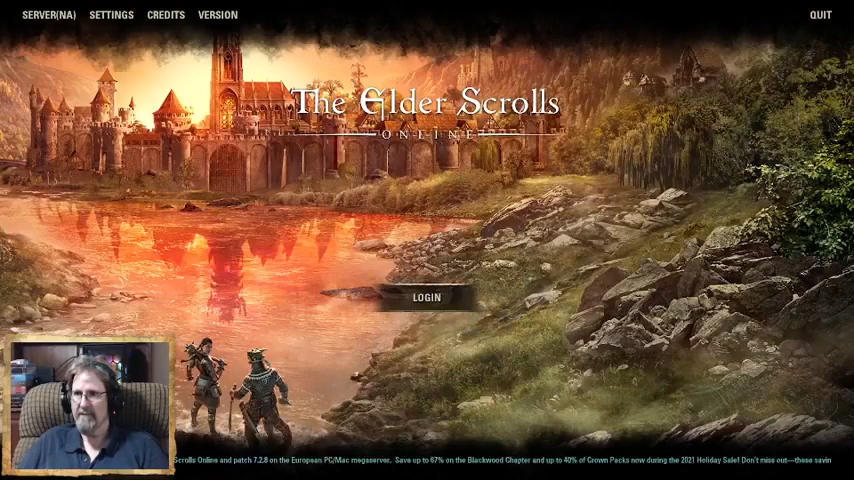 SERVER(NA) SETTINGS CREDITS VERSION QUIT
The Elder Scrolls
ONLINE
LOGIN
Scrolls Online and patch 7.2.8 on the European PC/Mac megaserver. Save up to 67% on the Blackwood Chapter and up to 40% of Crown Packs now during the 2021 Holiday Sale! Don't miss out—these savin